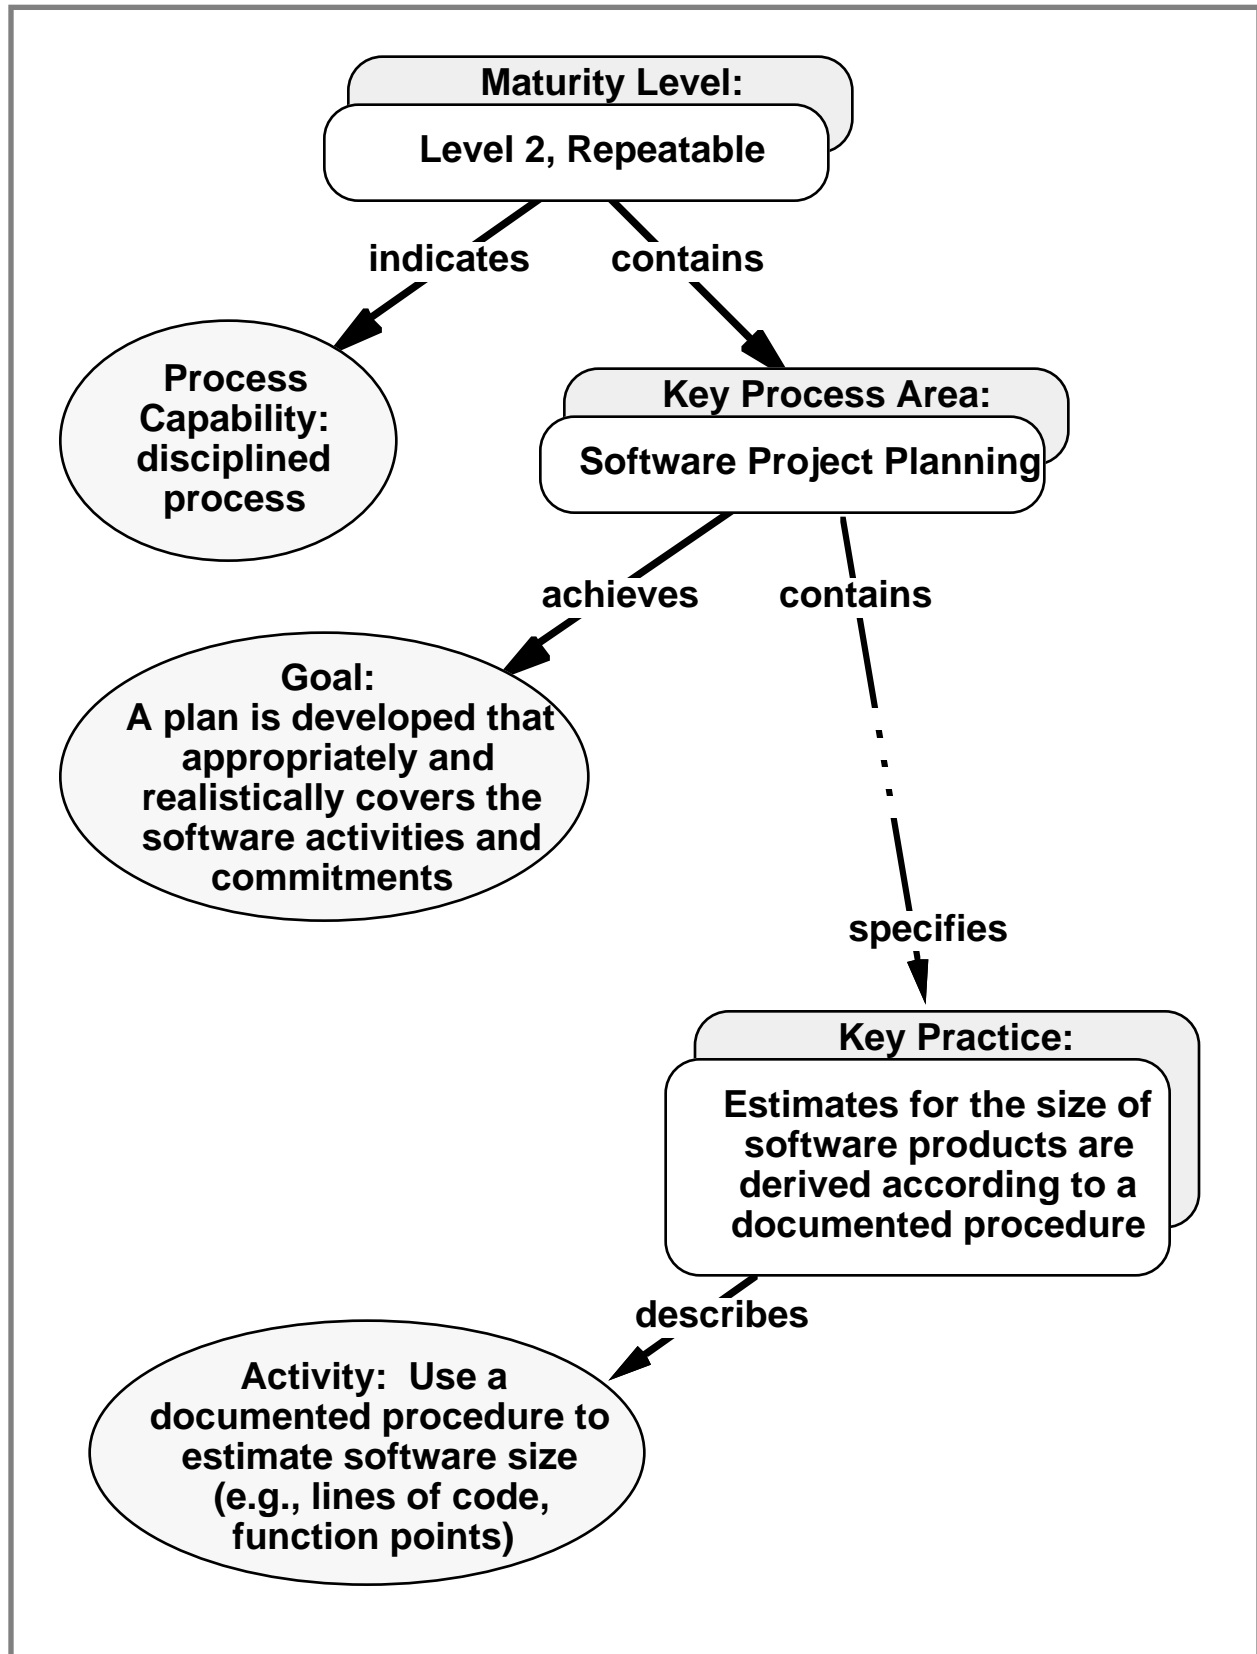 Maturity Level:
Level 2, Repeatable
indicates
contains
Process
Capability:
disciplined
process
Key Process Area:
Software Project Planning
achieves
contains
Goal:
A plan is developed that
appropriately and
realistically covers the
software activities and
commitments
specifies
Key Practice:
Estimates for the size of
software products are
derived according to a
documented procedure
describes
Activity:  Use a
documented procedure to
estimate software size
(e.g., lines of code,
function points)